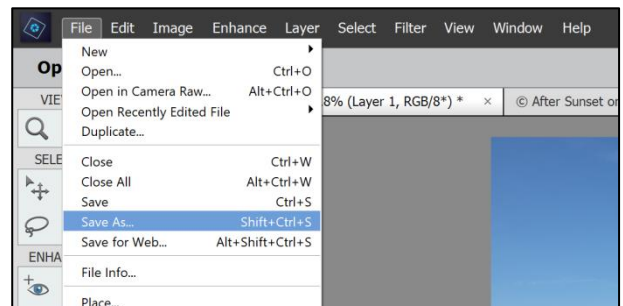 File Edit Image Enhance Layer Select Filter View Window Help
Op
New
Open... Ctrl+O
VIE
Open in Camera Raw... Alt+Ctrl+O
Open Recently Edited File
8% (Layer 1, RGB/8*) * × © After Sunset on
Duplicate...
SELE
Close Ctrl+W
Close All Alt+Ctrl+W
Save Ctrl+S
Save As... Shift+Ctrl+S
Save for Web... Alt+Shift+Ctrl+S
ENHA
File Info...
Place...